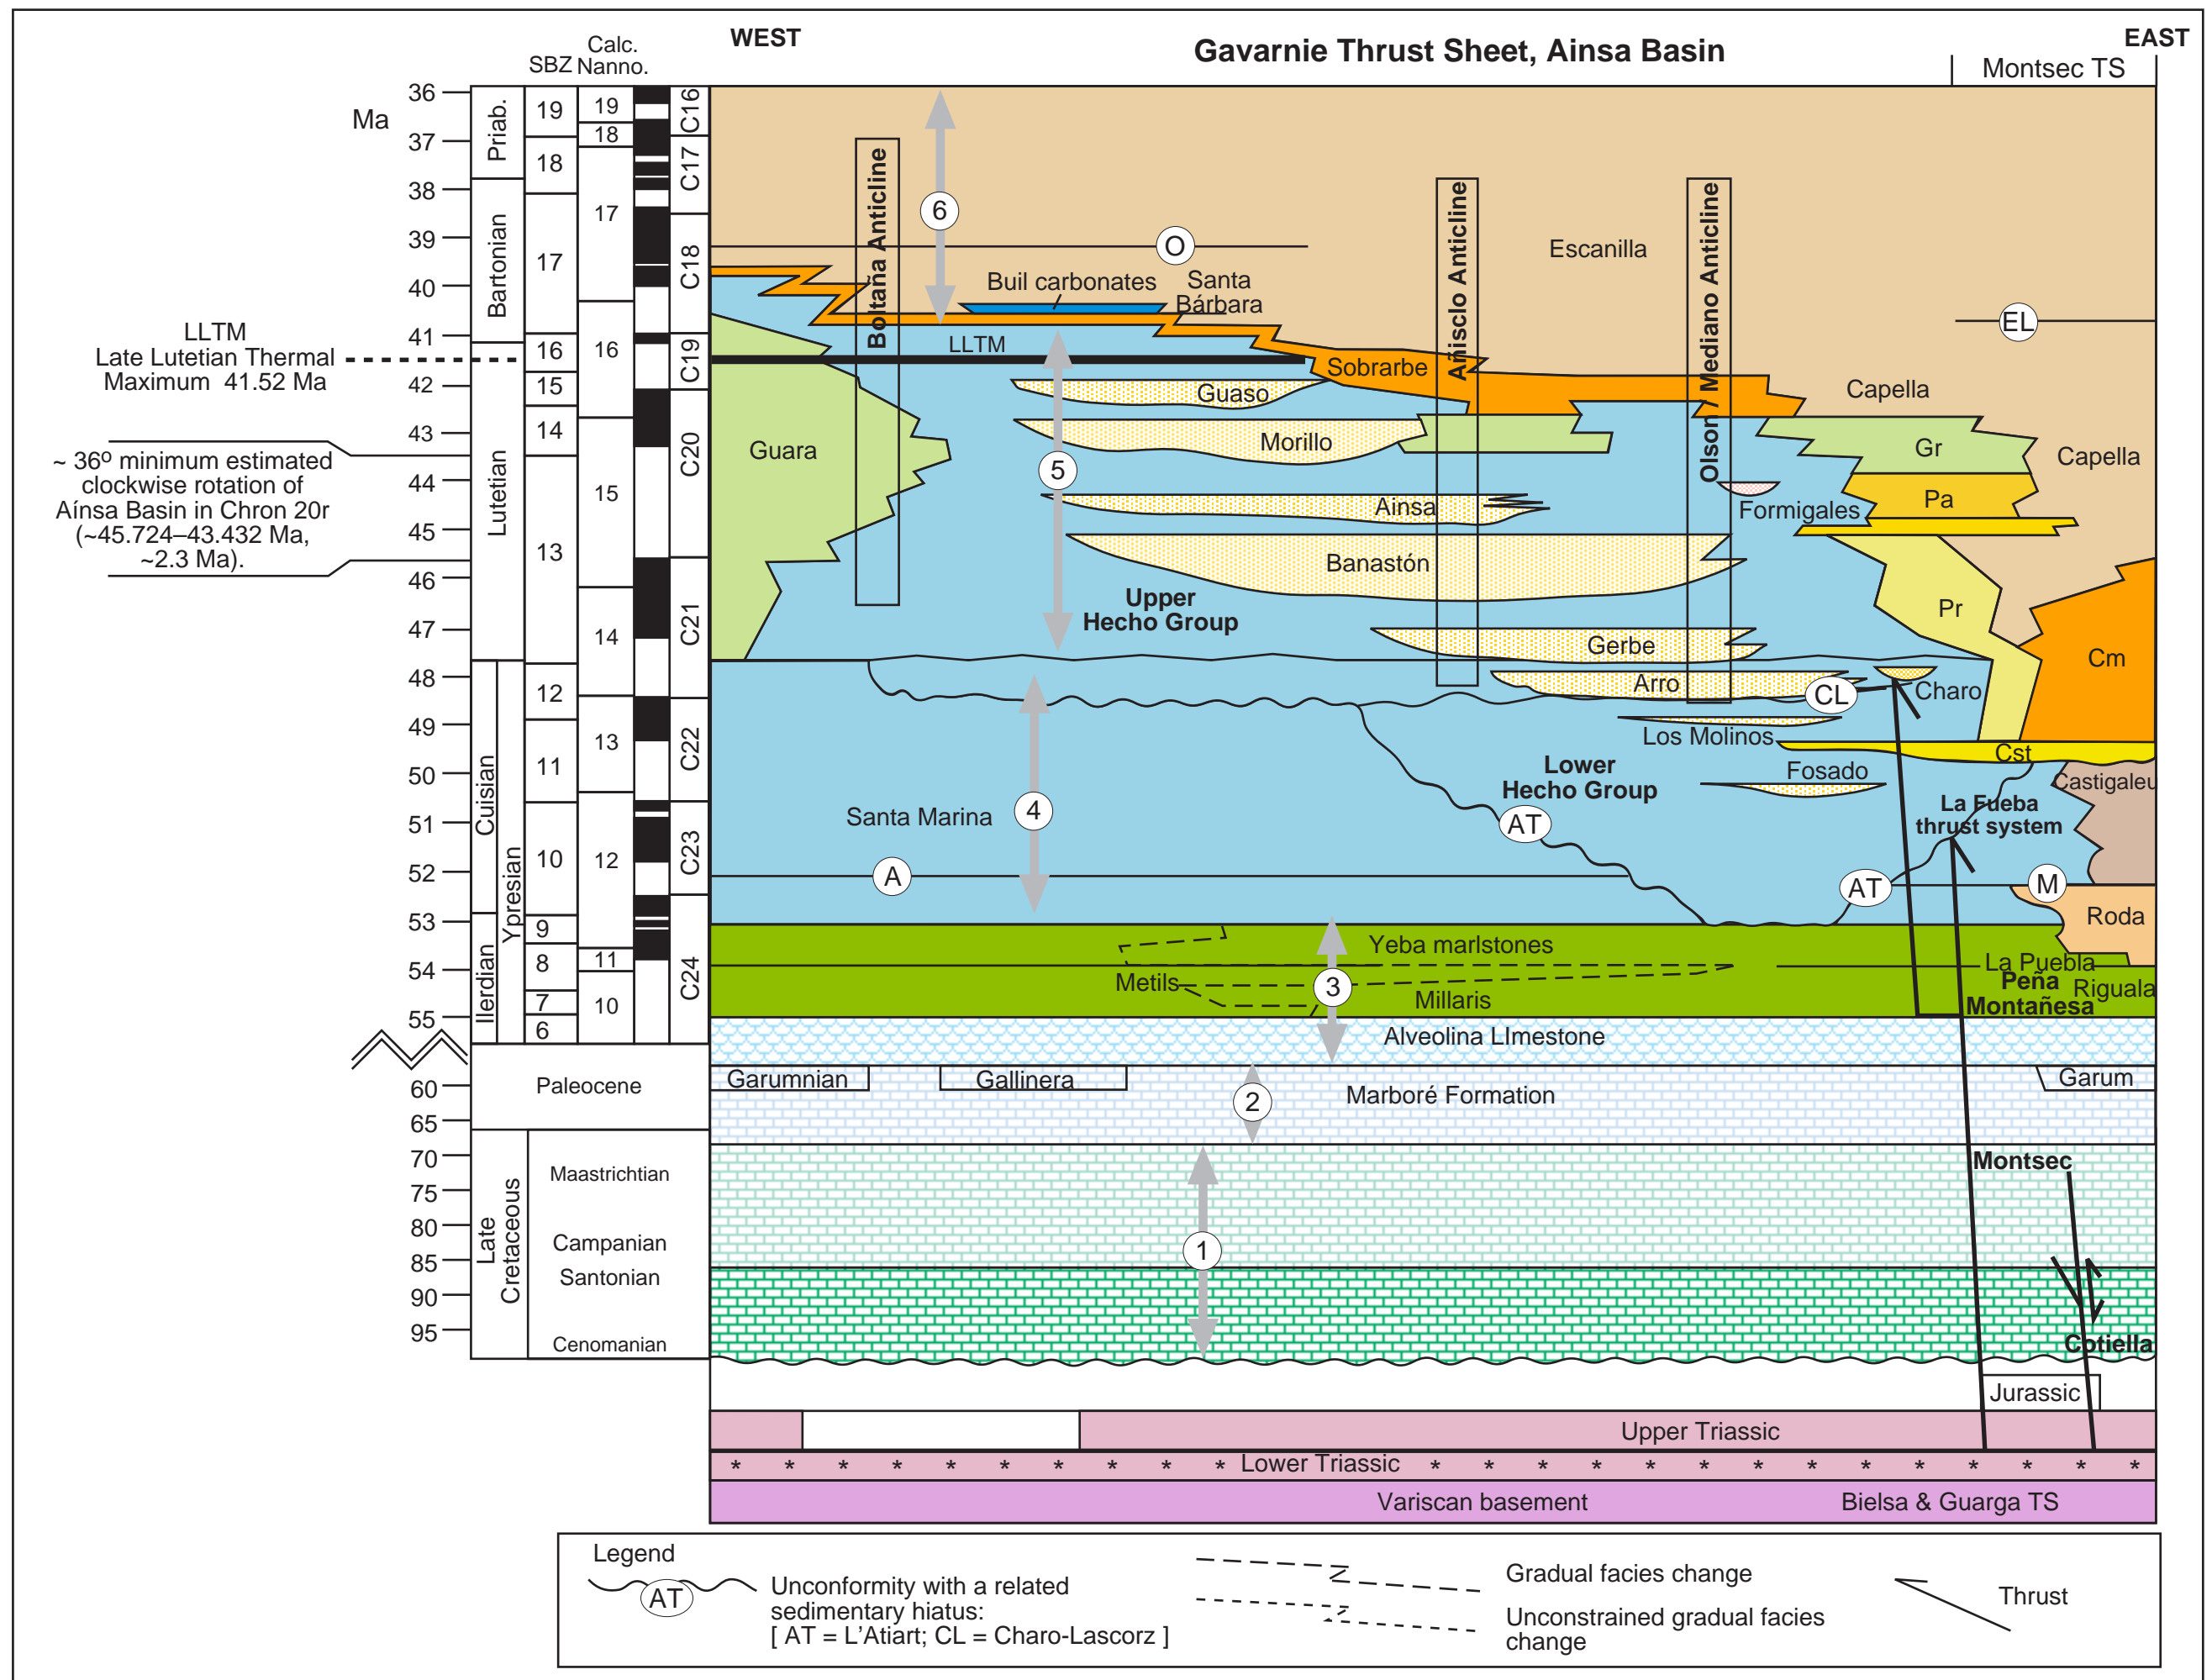 WEST
Gavarnie Thrust Sheet, Ainsa Basin
EAST
Montsec TS
Calc.
SBZ Nanno.
Ma
36
37
38
39
40
41
42
43
44
45
46
47
48
49
50
51
52
53
54
55
60
65
70
75
80
85
90
95
LLTM
Late Lutetian Thermal
Maximum 41.52 Ma
~ 36º minimum estimated
clockwise rotation of
Aínsa Basin in Chron 20r
(~45.724–43.432 Ma,
~2.3 Ma).
Priab.
Bartonian
Lutetian
Cuisian
Ypresian
Ilerdian
Paleocene
Late
Cretaceous
Maastrichtian
Campanian
Santonian
Cenomanian
19
18
17
16
15
14
13
12
11
10
9
8
7
6
19
18
17
16
15
14
13
12
11
10
C16
C17
C18
C19
C20
C21
C22
C23
C24
Boltaña Anticline
Añisclo Anticline
Olson / Mediano Anticline
6
O
Escanilla
Buil carbonates
Santa
Bárbara
EL
LLTM
Sobrarbe
Capella
Guaso
Guara
Morillo
Gr
Capella
5
Pa
Ainsa
Formigales
Banastón
Upper
Hecho Group
Pr
Gerbe
Cm
Arro
CL
Charo
Los Molinos
Cst
Lower
Hecho Group
Fosado
Castigaleu
Santa Marina
4
AT
La Fueba
thrust system
A
AT
M
Roda
Yeba marlstones
Metils
3
Millaris
La Puebla
Peña
Montañesa
Riguala
Alveolina LImestone
Garumnian
Gallinera
2
Marboré Formation
Garum
Montsec
1
Cotiella
Jurassic
Upper Triassic
* * * * * * * * * * Lower Triassic * * * * * * * * * * * * * *
Variscan basement
Bielsa & Guarga TS
Legend
AT
Unconformity with a related
sedimentary hiatus:
[ AT = L'Atiart; CL = Charo-Lascorz ]
Gradual facies change
Unconstrained gradual facies
change
Thrust